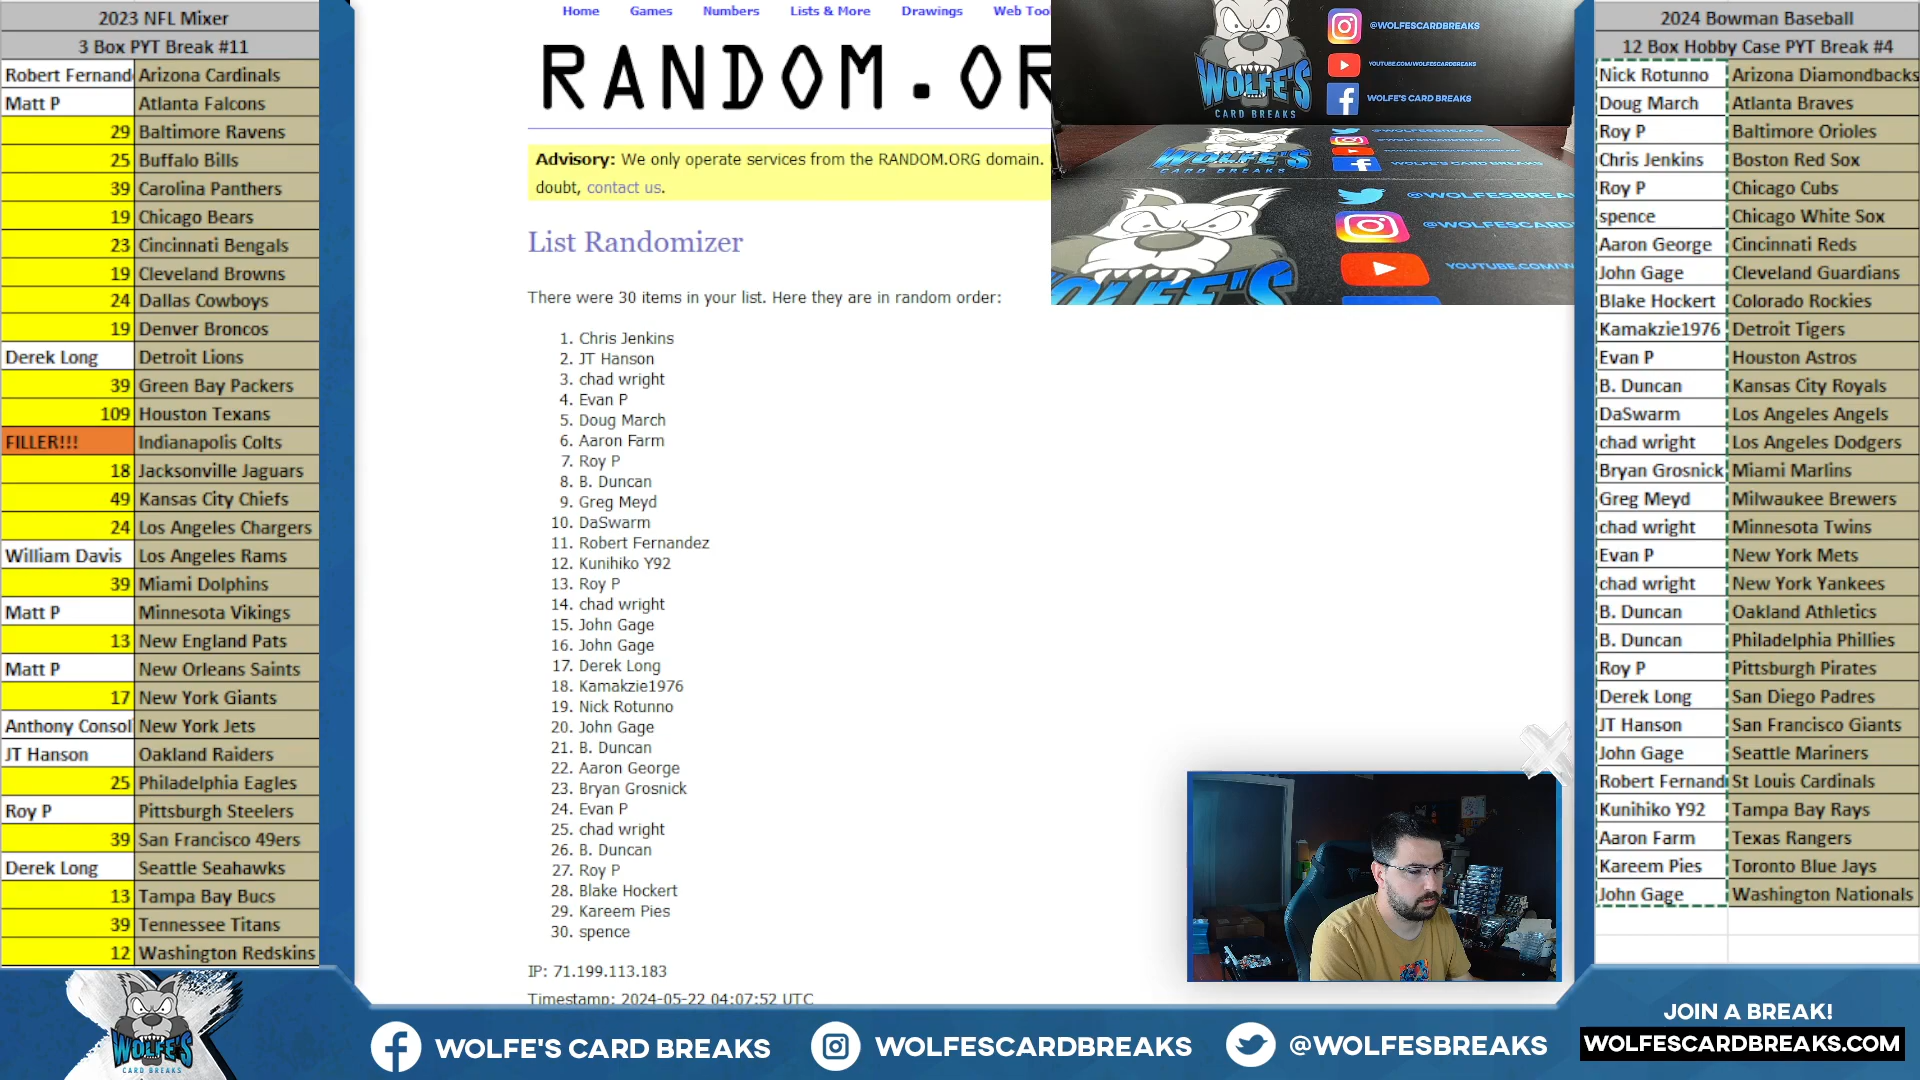 2023 NFL Mixer
3 Box PYT Break #11
Robert Fernand Arizona Cardinals
Matt P Atlanta Falcons
29 Baltimore Ravens
25 Buffalo Bills
39 Carolina Panthers
19 Chicago Bears
23 Cincinnati Bengals
19 Cleveland Browns
24 Dallas Cowboys
19 Denver Broncos
Derek Long Detroit Lions
39 Green Bay Packers
109 Houston Texans
FILLER!!! Indianapolis Colts
18 Jacksonville Jaguars
49 Kansas City Chiefs
24 Los Angeles Chargers
William Davis Los Angeles Rams
39 Miami Dolphins
Matt P Minnesota Vikings
13 New England Pats
Matt P New Orleans Saints
17 New York Giants
Anthony Consol New York Jets
JT Hanson Oakland Raiders
25 Philadelphia Eagles
Roy P Pittsburgh Steelers
39 San Francisco 49ers
Derek Long Seattle Seahawks
13 Tampa Bay Bucs
39 Tennessee Titans
12 Washington Redskins
Home Games Numbers Lists & More Drawings Web Too
RANDOM.OR
Advisory: We only operate services from the RANDOM.ORG domain.
doubt, contact us.
List Randomizer
There were 30 items in your list. Here they are in random order:
1. Chris Jenkins
2. JT Hanson
3. chad wright
4. Evan P
5. Doug March
6. Aaron Farm
7. Roy P
8. B. Duncan
9. Greg Meyd
10. DaSwarm
11. Robert Fernandez
12. Kunihiko Y92
13. Roy P
14. chad wright
15. John Gage
16. John Gage
17. Derek Long
18. Kamakzie1976
19. Nick Rotunno
20. John Gage
21. B. Duncan
22. Aaron George
23. Bryan Grosnick
24. Evan P
25. chad wright
26. B. Duncan
27. Roy P
28. Blake Hockert
29. Kareem Pies
30. spence
IP: 71.199.113.183
Timestamp: 2024-05-22 04:07:52 UTC
WOLFE'S
CARD BREAKS
@WOLFESCARDBREAKS
YOUTUBE.COM/WOLFESCARDBREAKS
WOLFE'S CARD BREAKS
WOLFE'S
CARD BREAKS
@WOLFESCARDBREAKS
WOLFE'S CARD BREAKS
@WOLFESBREA
@WOLFESCARD
YOUTUBE.COM/W
WOLFE'S
2024 Bowman Baseball
12 Box Hobby Case PYT Break #4
Nick Rotunno Arizona Diamondbacks
Doug March Atlanta Braves
Roy P Baltimore Orioles
Chris Jenkins Boston Red Sox
Roy P Chicago Cubs
spence Chicago White Sox
Aaron George Cincinnati Reds
John Gage Cleveland Guardians
Blake Hockert Colorado Rockies
Kamakzie1976 Detroit Tigers
Evan P Houston Astros
B. Duncan Kansas City Royals
DaSwarm Los Angeles Angels
chad wright Los Angeles Dodgers
Bryan Grosnick Miami Marlins
Greg Meyd Milwaukee Brewers
chad wright Minnesota Twins
Evan P New York Mets
chad wright New York Yankees
B. Duncan Oakland Athletics
B. Duncan Philadelphia Phillies
Roy P Pittsburgh Pirates
Derek Long San Diego Padres
JT Hanson San Francisco Giants
John Gage Seattle Mariners
Robert Fernand St Louis Cardinals
Kunihiko Y92 Tampa Bay Rays
Aaron Farm Texas Rangers
Kareem Pies Toronto Blue Jays
John Gage Washington Nationals
WOLFE'S
CARD BREAKS
WOLFE'S CARD BREAKS
WOLFESCARDBREAKS
@WOLFESBREAKS
JOIN A BREAK!
WOLFESCARDBREAKS.COM